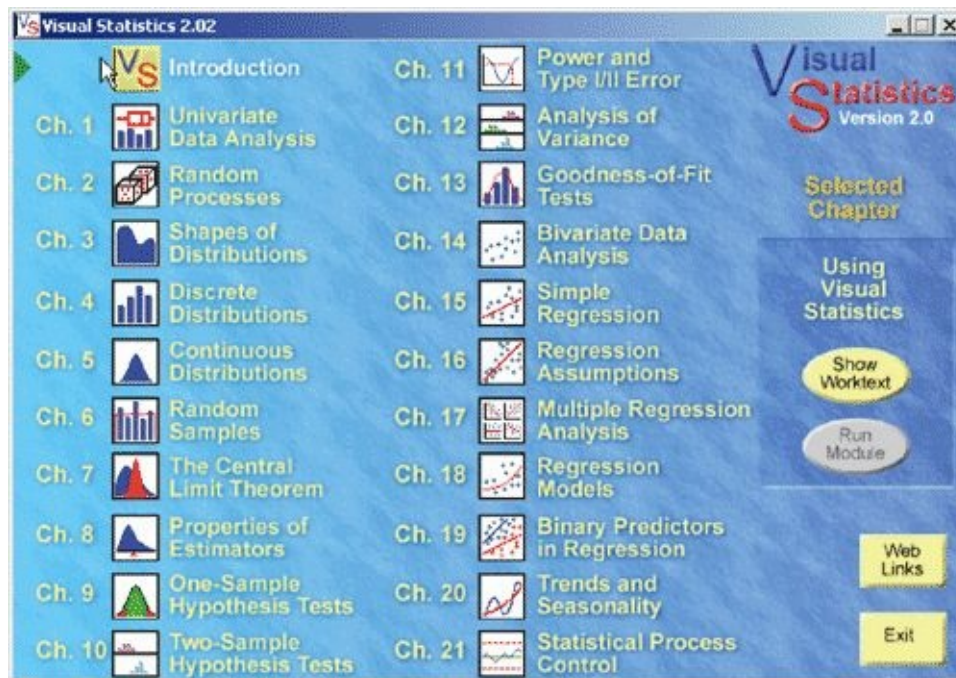 Visual Statistics 2.02
VS
Introduction
Ch. 1
Univariate
Data Analysis
Ch. 2
Random
Processes
Ch. 3
Shapes of
Distributions
Ch. 4
Discrete
Distributions
Ch. 5
Continuous
Distributions
Ch. 6
Random
Samples
Ch. 7
The Central
Limit Theorem
Ch. 8
Properties of
Estimators
Ch. 9
One-Sample
Hypothesis Tests
Ch. 10
Two-Sample
Hypothesis Tests
Ch. 11
Power and
Type I/II Error
Ch. 12
Analysis of
Variance
Ch. 13
Goodness-of-Fit
Tests
Ch. 14
Bivariate Data
Analysis
Ch. 15
Simple
Regression
Ch. 16
Regression
Assumptions
Ch. 17
Multiple Regression
Analysis
Ch. 18
Regression
Models
Ch. 19
Binary Predictors
in Regression
Ch. 20
Trends and
Seasonality
Ch. 21
Statistical Process
Control
Visual
Statistics
Version 2.0
Selected
Chapter
Using
Visual
Statistics
Show
Worktext
Run
Module
Web
Links
Exit